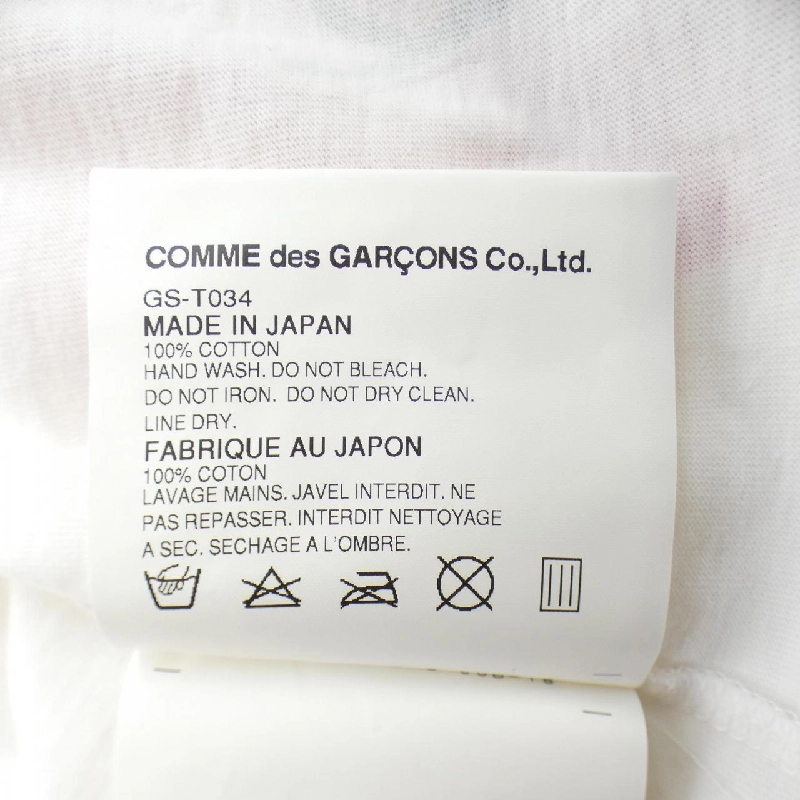 COMME des GARÇONS Co.,Ltd.
GS-T034
MADE IN JAPAN
100% COTTON
HAND WASH. DO NOT BLEACH.
DO NOT IRON. DO NOT DRY CLEAN.
LINE DRY.
FABRIQUE AU JAPON
100% COTON
LAVAGE MAINS. JAVEL INTERDIT. NE
PAS REPASSER. INTERDIT NETTOYAGE
A SEC. SECHAGE A L'OMBRE.